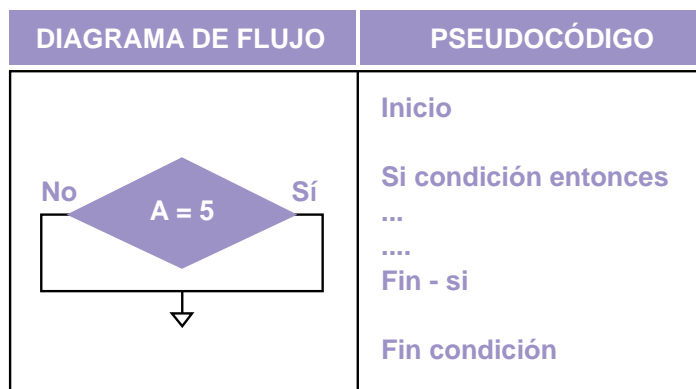 DIAGRAMA DE FLUJO
PSEUDOCÓDIGO
No
Sí
A = 5
Inicio
Si condición entonces
...
....
Fin - si
Fin condición